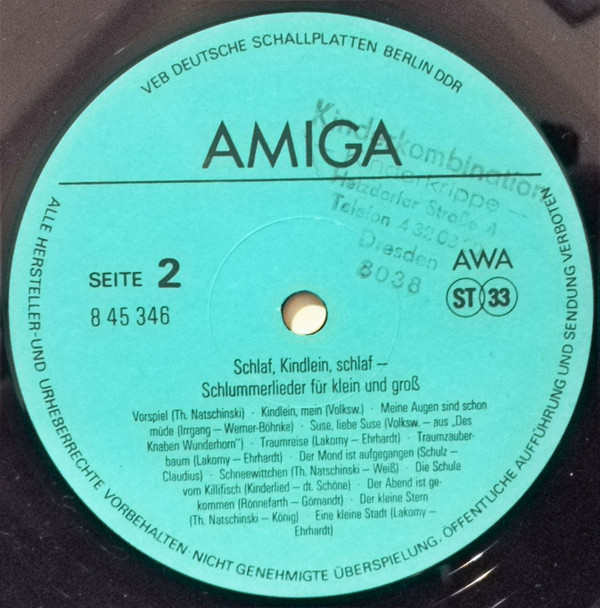 VEB DEUTSCHE SCHALLPLATTEN BERLIN DDR
AMIGA
Kinderkombination
Kinderkrippe –
Hetzdorfer Straße 4
Telefon
Dresden
8038
SEITE 2
8 45 346
AWA
ST 33
Schlaf, Kindlein, schlaf –
Schlummerlieder für klein und groß
Vorspiel (Th. Natschinski) · Kindlein, mein (Volksw.) · Meine Augen sind schon
müde (Irrgang – Werner-Böhnke) · Suse, liebe Suse (Volksw. – aus „Des
Knaben Wunderhorn") · Traumreise (Lakomy – Ehrhardt) · Traumzauber-
baum (Lakomy – Ehrhardt) · Der Mond ist aufgegangen (Schulz –
Claudius) · Schneewittchen (Th. Natschinski – Weiß) · Die Schule
vom Killifisch (Kinderlied – dt. Schöne) · Der Abend ist ge-
kommen (Rönnefarth – Gömandt) · Der kleine Stern
(Th. Natschinski – König) · Eine kleine Stadt (Lakomy –
Ehrhardt)
ALLE HERSTELLER- UND URHEBERRECHTE VORBEHALTEN · NICHT GENEHMIGTE ÜBERSPIELUNG, ÖFFENTLICHE AUFFÜHRUNG UND SENDUNG VERBOTEN